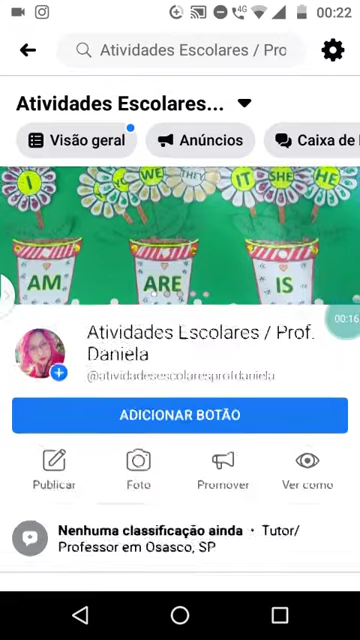 4G
00:22
Atividades Escolares / Pro
Atividades Escolares...
Visão geral
Anúncios
Caixa de
I
WE
THEY
IT
SHE
HE
AM
ARE
IS
00:16
Atividades Escolares / Prof.
Daniela
@atividadesescolaresprofdaniela
ADICIONAR BOTÃO
Publicar
Foto
Promover
Ver como
Nenhuma classificação ainda · Tutor/
Professor em Osasco, SP